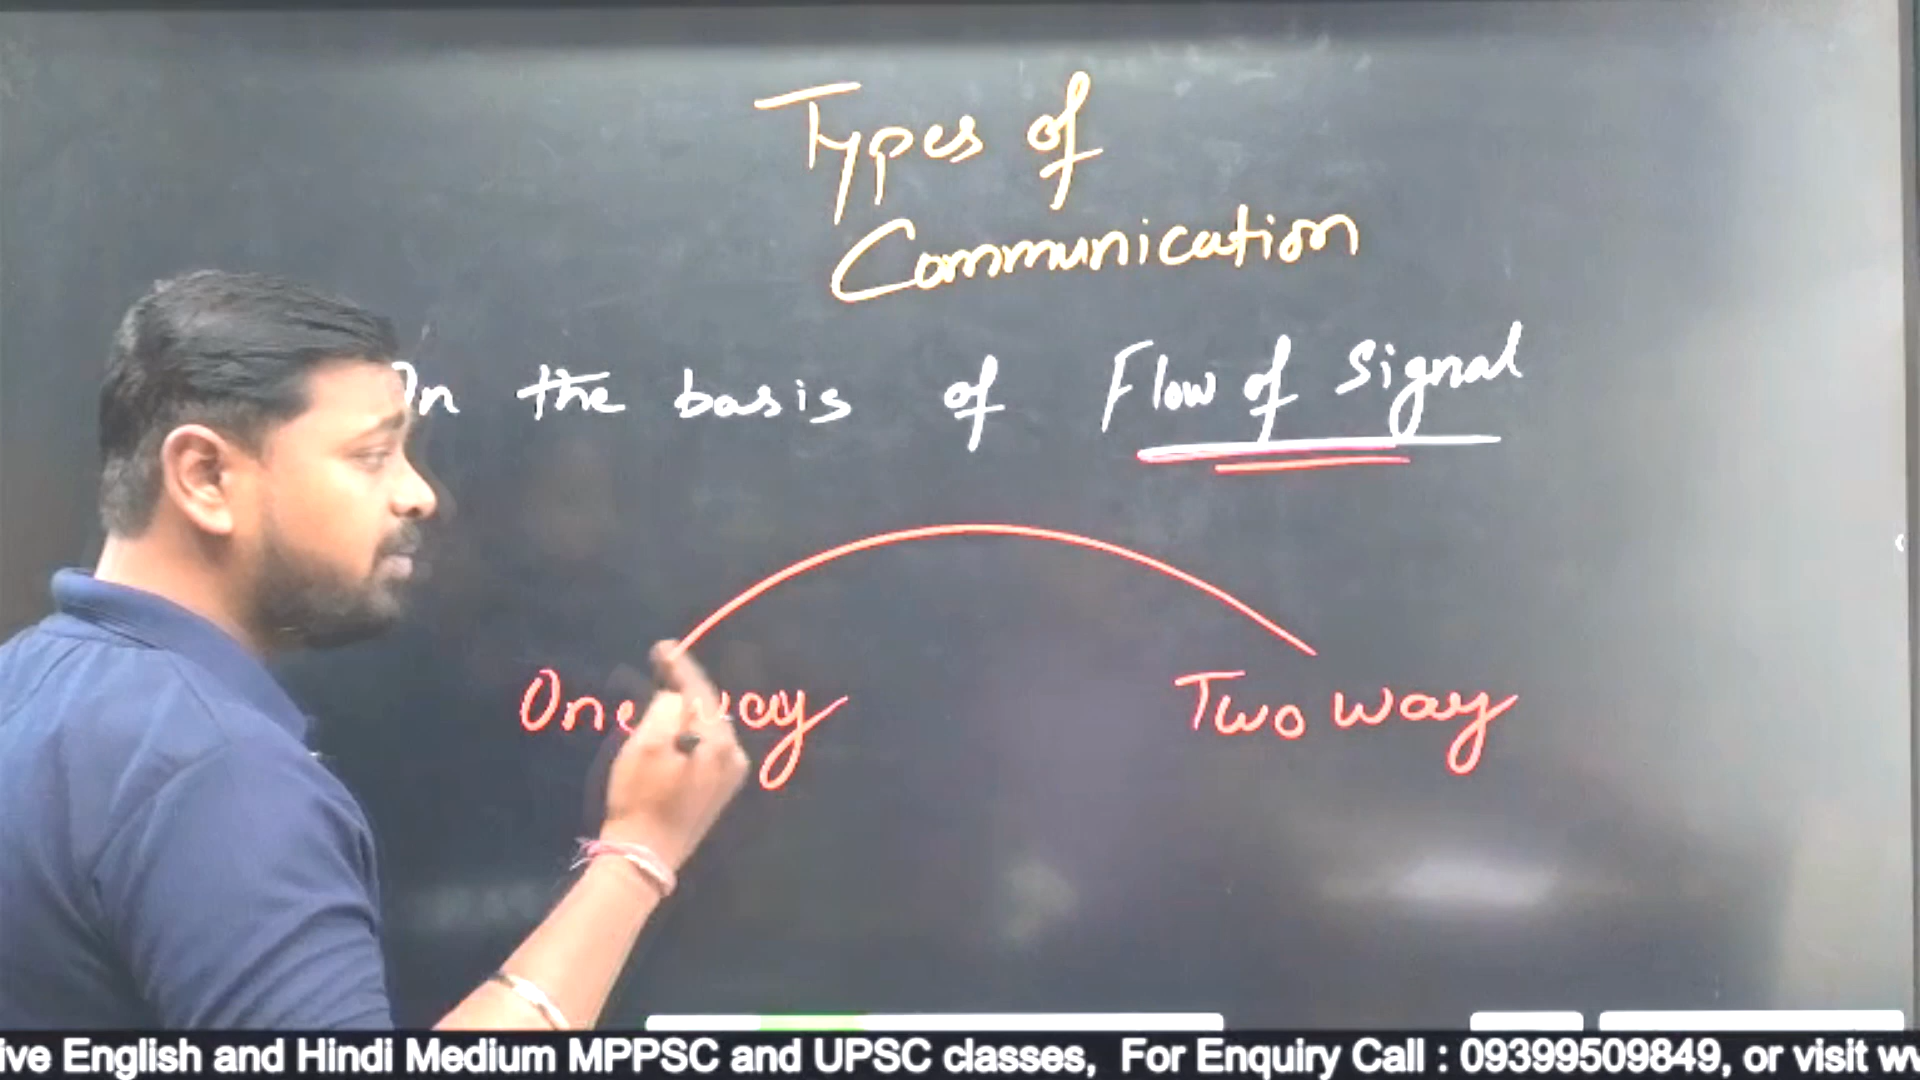 Types of
Communication
On the basis of Flow of Signal
One way
Two way
ive English and Hindi Medium MPPSC and UPSC classes, For Enquiry Call : 09399509849, or visit